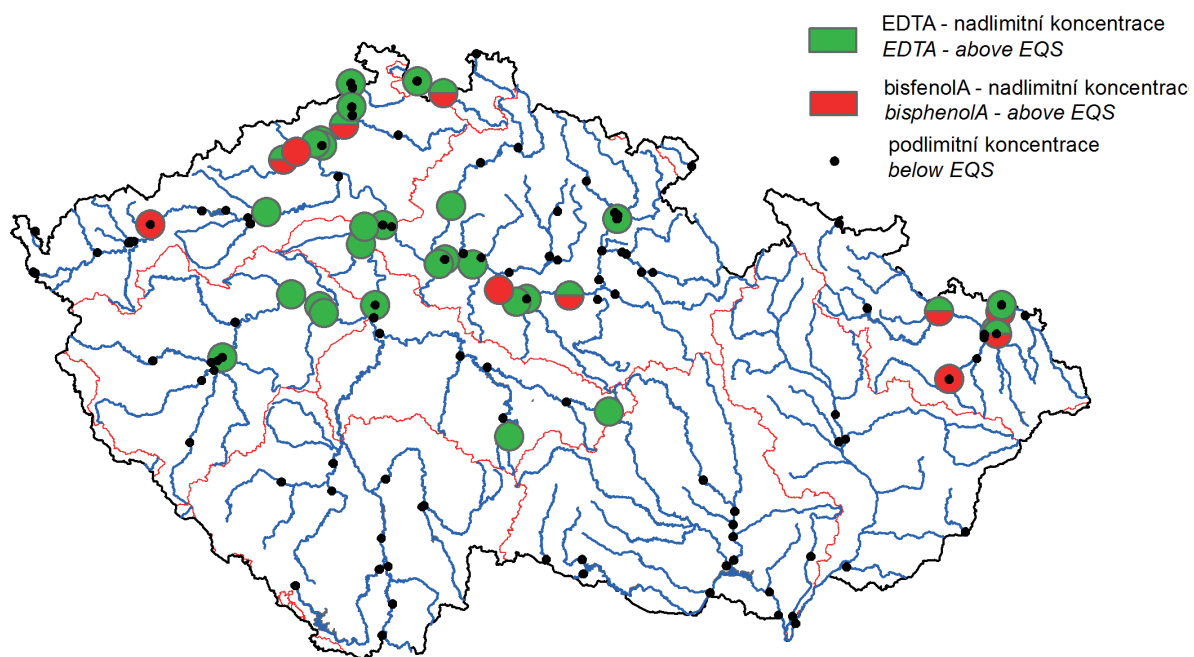 EDTA - nadlimitní koncentrace
EDTA - above EQS
bisfenolA - nadlimitní koncentrac
bisphenolA - above EQS
podlimitní koncentrace
below EQS